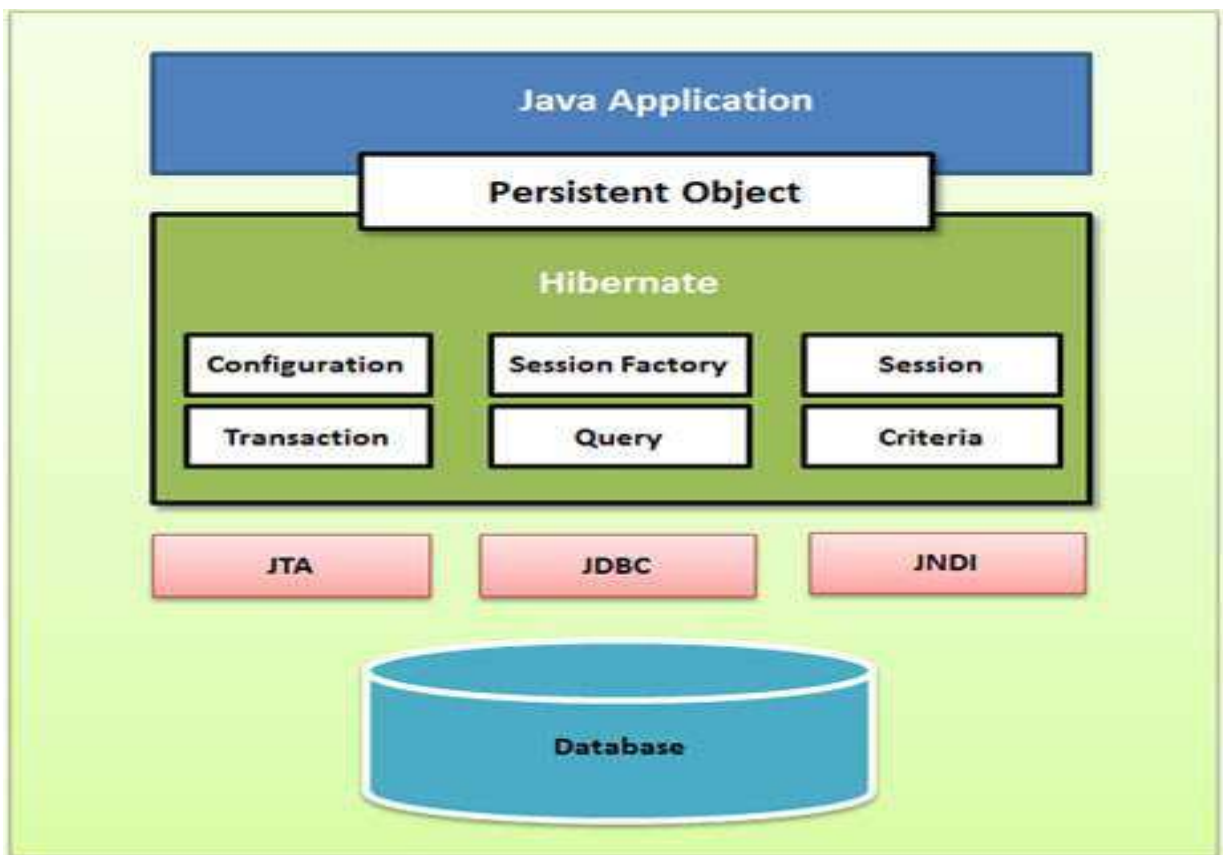 Java Application
Persistent Object
Hibernate
Configuration
Session Factory
Session
Transaction
Query
Criteria
JTA
JDBC
JNDI
Database